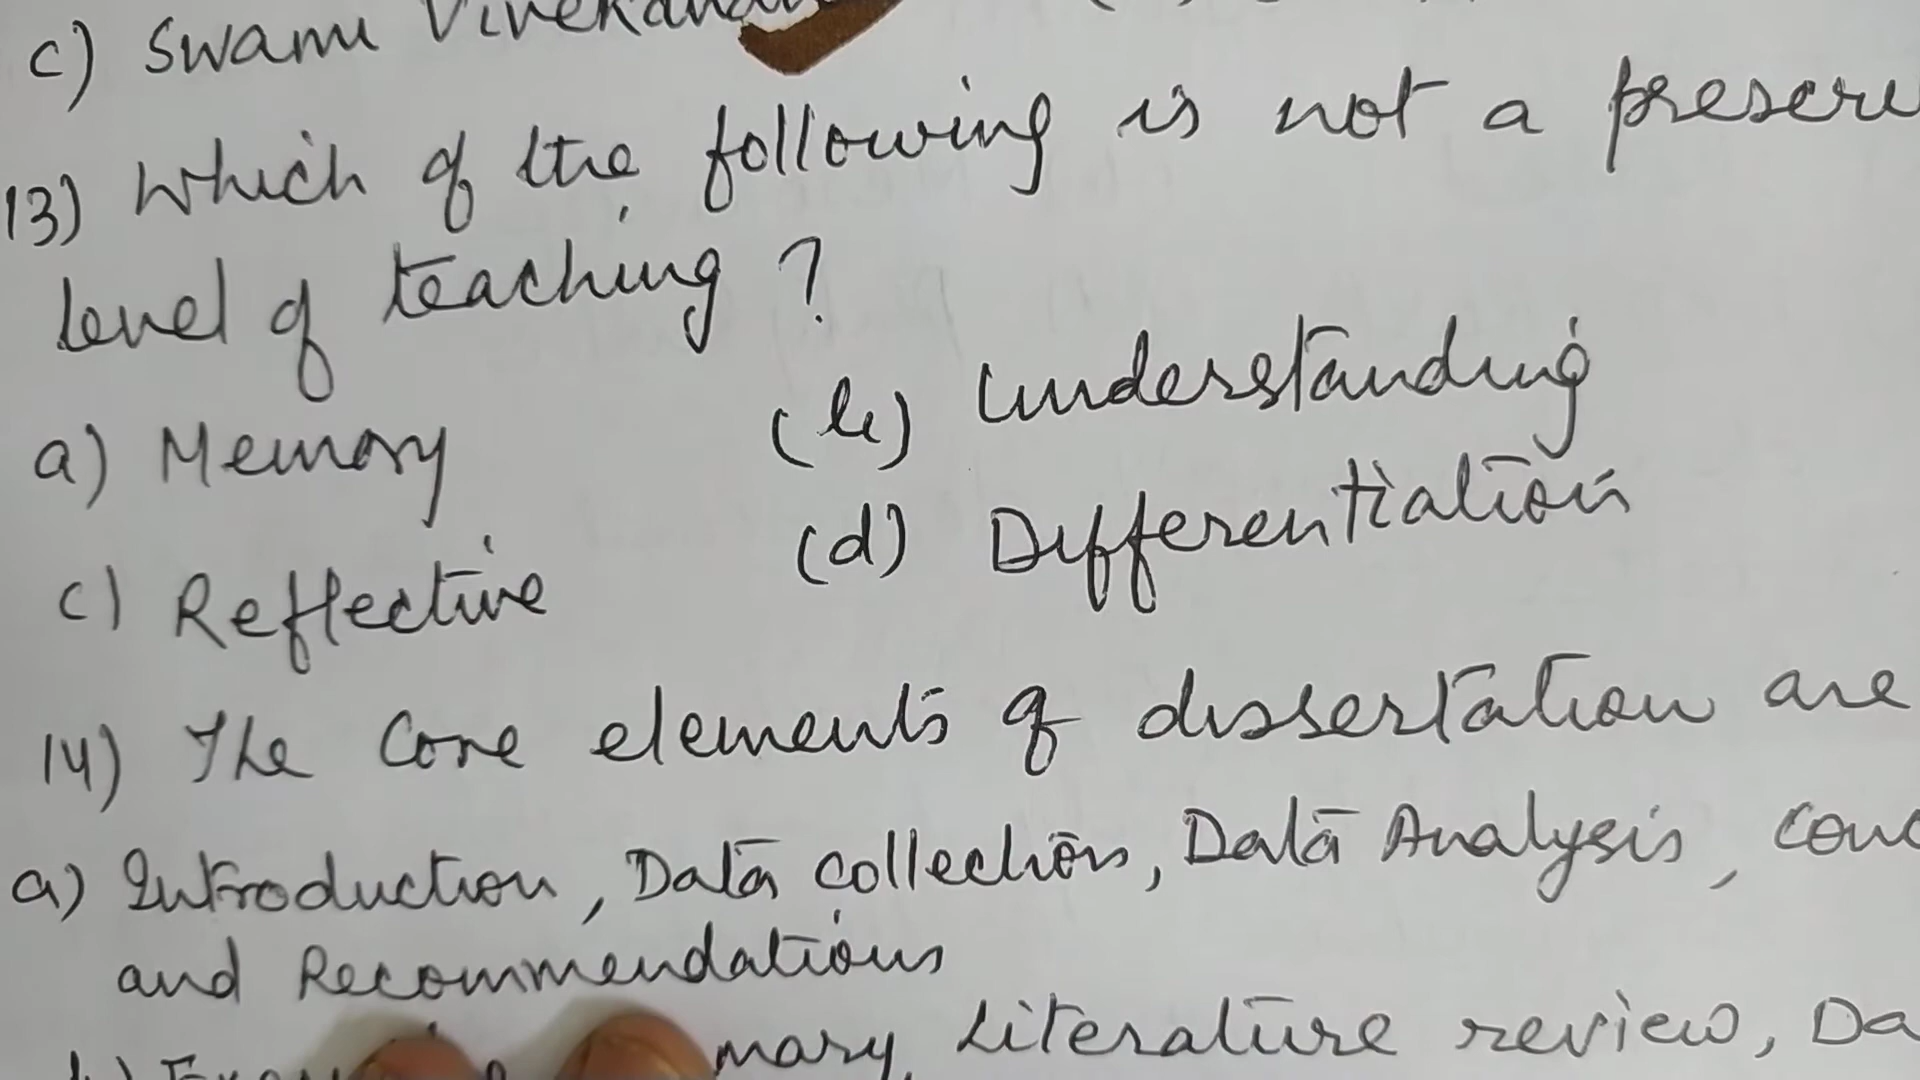 c) Swami
13) Which of the following is not a
level of teaching ?
a) Memory (b) Understanding
c) Reflective (d) Differentiation
14) The Core elements of dissertation are
a) Introduction, Data collection, Data Analysis,
and Recommendations
Literature review,